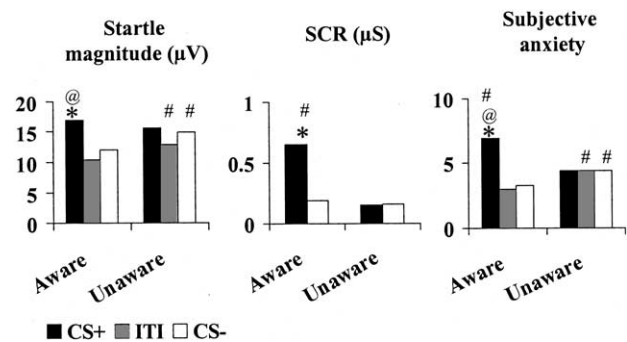 Startle
magnitude (µV)
SCR (µS)
Subjective
anxiety
20
15
10
5
0
@
*
# #
Aware
Unaware
1
0.5
0
#
*
Aware
Unaware
10
5
0
#
@
*
# #
Aware
Unaware
CS+ ITI CS-